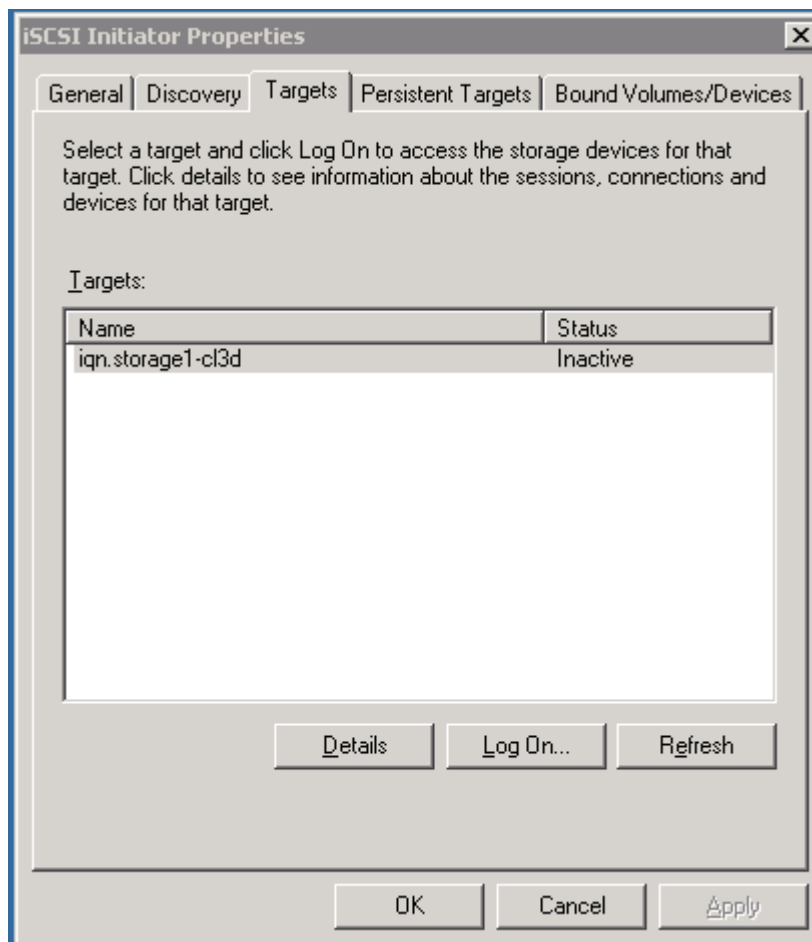 iSCSI Initiator Properties
General Discovery Targets Persistent Targets Bound Volumes/Devices
Select a target and click Log On to access the storage devices for that
target. Click details to see information about the sessions, connections and
devices for that target.
Targets:
Name Status
iqn.storage1-cl3d Inactive
Details Log On... Refresh
OK Cancel Apply